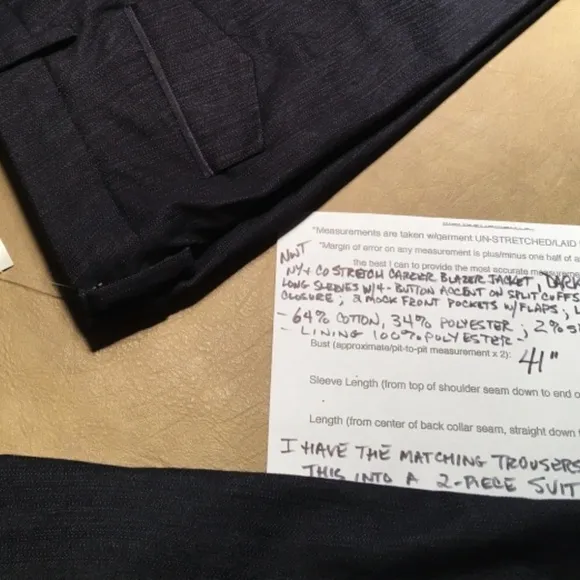 "Measurements are taken w/garment UN-STRETCHED/LAID
"Margin of error on any measurement is plus/minus one half of a
the best I can to provide the most accurate measurements
NWT
NY & CO STRETCH CAREER BLAZER JACKET, DARK
LONG SLEEVES W/4-BUTTON ACCENT ON SPLIT CUFFS
CLOSURE; 2 MOCK FRONT POCKETS W/FLAPS; L
- 64% COTTON, 34% POLYESTER; 2% S
- LINING 100% POLYESTER.
Bust (approximate/pit-to-pit measurement x 2): 41"
Sleeve Length (from top of shoulder seam down to end o
Length (from center of back collar seam, straight down
I HAVE THE MATCHING TROUSERS
THIS INTO A 2-PIECE SUIT